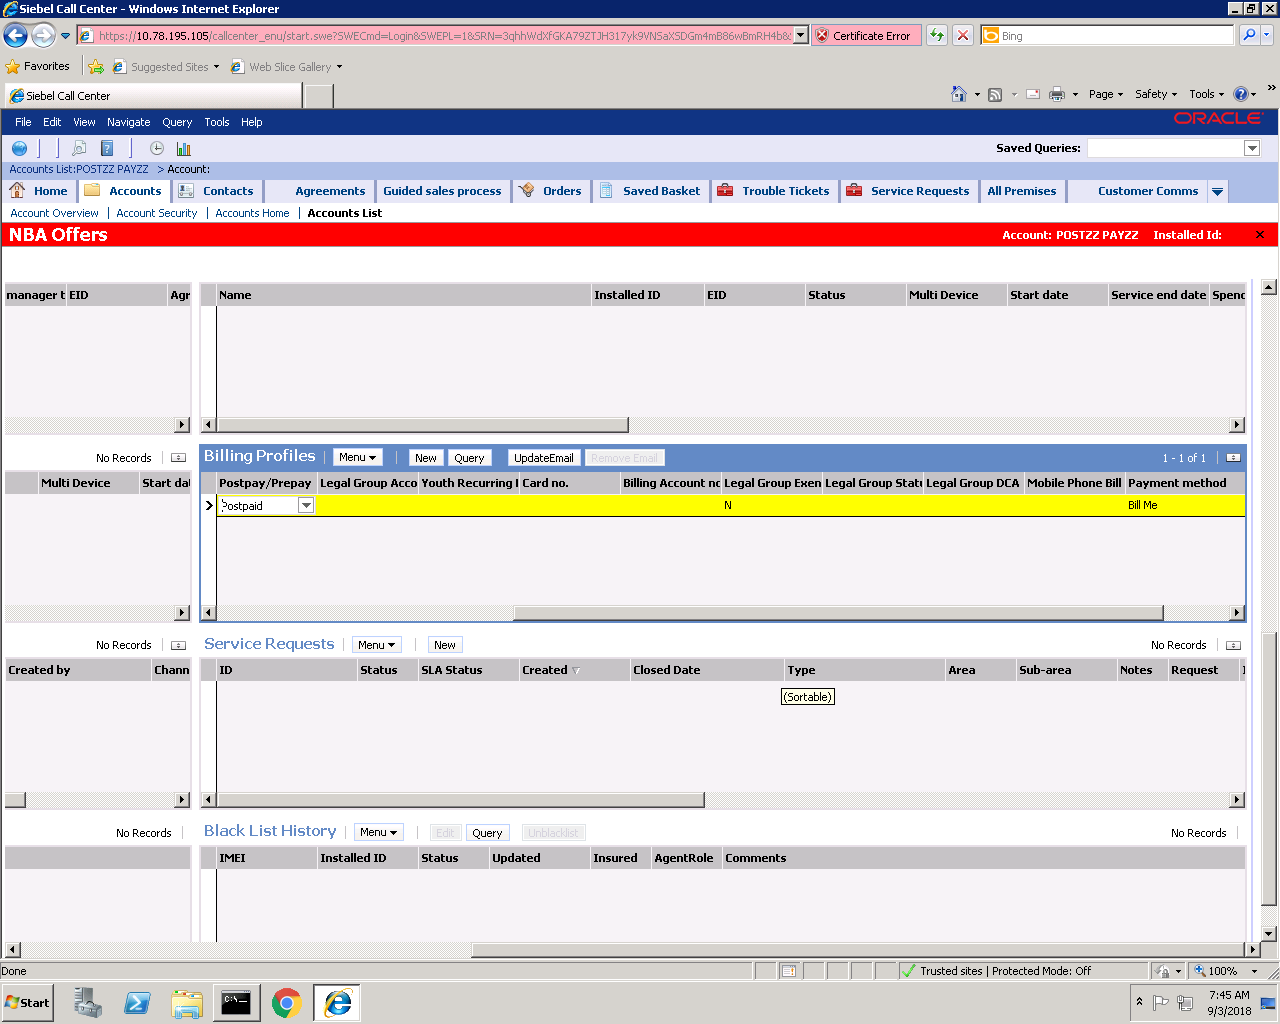 Siebel Call Center - Windows Internet Explorer
https://10.78.195.105/callcenter_enu/start.swe?SWECmd=Login&SWEPL=1&SRN=3qhhWdXfGKA79ZTJH317yk9VNSaXSDGm4mB86wBmRH4b&
Certificate Error
Bing
Favorites
Suggested Sites
Web Slice Gallery
Siebel Call Center
Page
Safety
Tools
File Edit View Navigate Query Tools Help
ORACLE
Saved Queries:
Accounts List:POSTZZ PAYZZ > Account:
Home Accounts Contacts Agreements Guided sales process Orders Saved Basket Trouble Tickets Service Requests All Premises Customer Comms
Account Overview | Account Security | Accounts Home | Accounts List
NBA Offers
Account: POSTZZ PAYZZ Installed Id:
manager t EID Agr
Name Installed ID EID Status Multi Device Start date Service end date Spend
No Records
Billing Profiles Menu New Query UpdateEmail Remove Email 1 - 1 of 1
Multi Device Start dat
Postpay/Prepay Legal Group Acco Youth Recurring Card no. Billing Account no Legal Group Exem Legal Group Statu Legal Group DCA Mobile Phone Bill Payment method
Postpaid N Bill Me
No Records
Service Requests Menu New No Records
Created by Chann
ID Status SLA Status Created Closed Date Type Area Sub-area Notes Request
(Sortable)
No Records
Black List History Menu Edit Query Unblacklist No Records
IMEI Installed ID Status Updated Insured AgentRole Comments
Done
Trusted sites | Protected Mode: Off
100%
Start
7:45 AM
9/3/2018